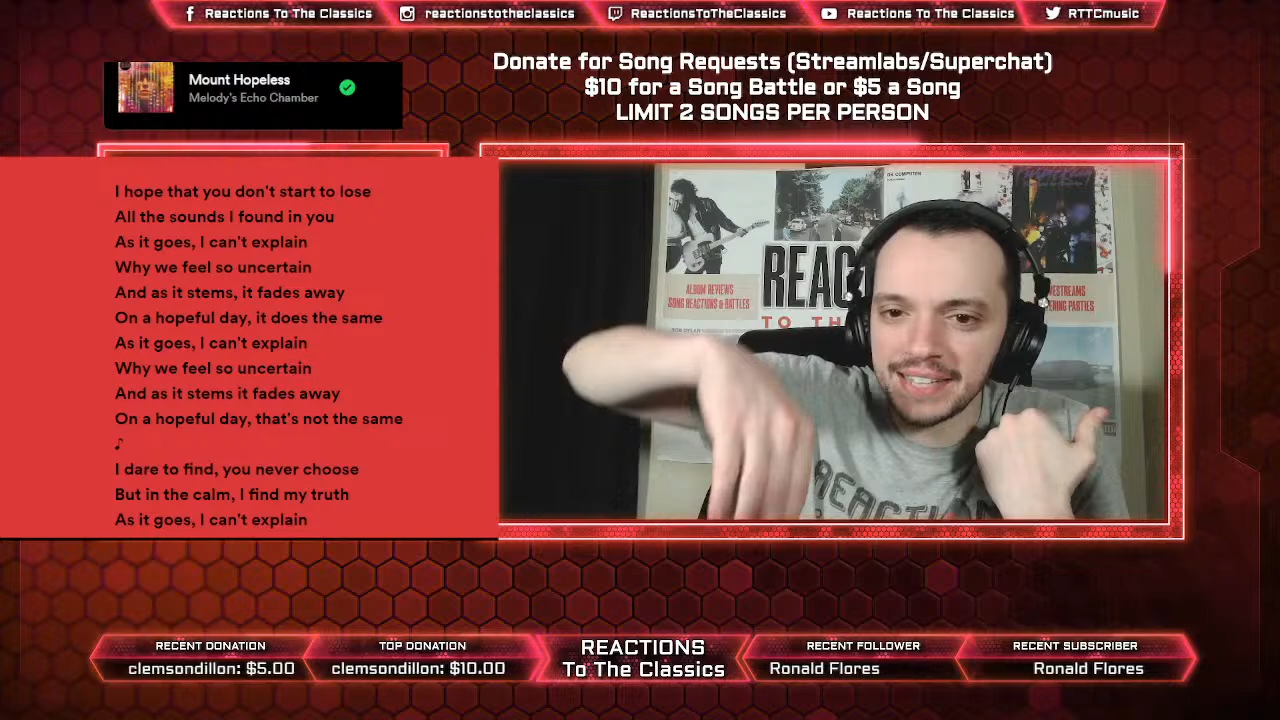 Reactions To The Classics
reactionstotheclassics
ReactionsToTheClassics
Reactions To The Classics
RTTCmusic
Mount Hopeless
Melody's Echo Chamber
Donate for Song Requests (Streamlabs/Superchat)
$10 for a Song Battle or $5 a Song
LIMIT 2 SONGS PER PERSON
I hope that you don't start to lose
All the sounds I found in you
As it goes, I can't explain
Why we feel so uncertain
And as it stems, it fades away
On a hopeful day, it does the same
As it goes, I can't explain
Why we feel so uncertain
And as it stems it fades away
On a hopeful day, that's not the same
♪
I dare to find, you never choose
But in the calm, I find my truth
As it goes, I can't explain
OK COMPUTER
REAC
TO TH
ALBUM REVIEWS
SONG REACTIONS & BATTLES
REACTION
RECENT DONATION
clemsondillon: $5.00
TOP DONATION
clemsondillon: $10.00
REACTIONS
To The Classics
RECENT FOLLOWER
Ronald Flores
RECENT SUBSCRIBER
Ronald Flores